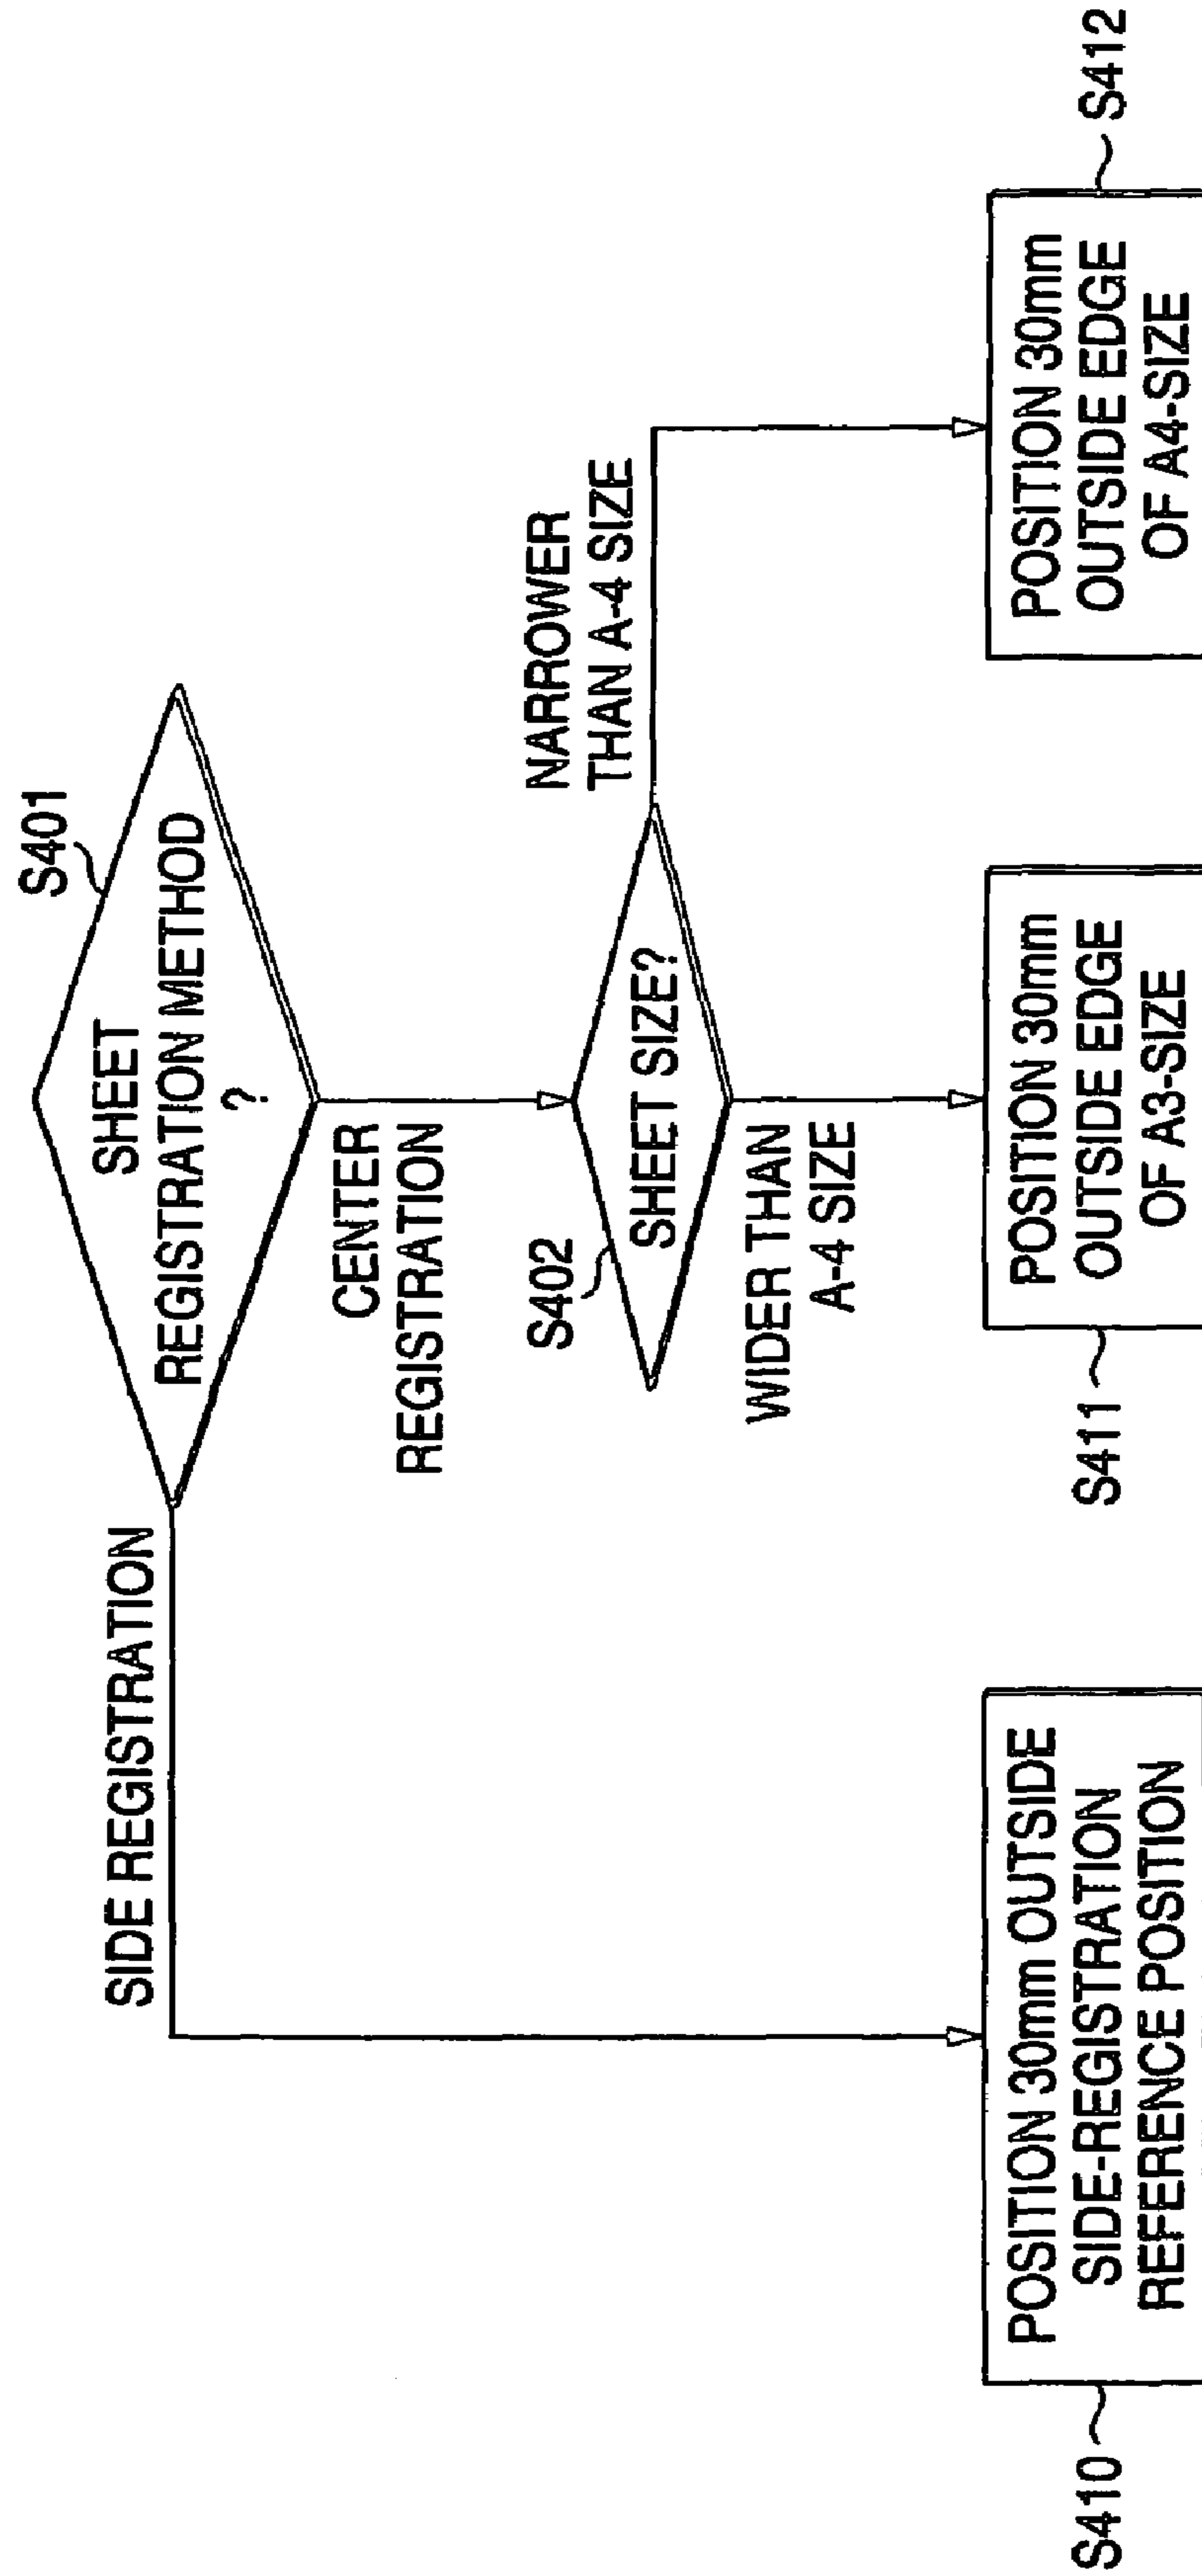 S401
SHEET
REGISTRATION METHOD
?
SIDE REGISTRATION
CENTER
REGISTRATION
S402
SHEET SIZE?
NARROWER
THAN A-4 SIZE
WIDER THAN
A-4 SIZE
S410
POSITION 30mm OUTSIDE
SIDE-REGISTRATION
REFERENCE POSITION
S411
POSITION 30mm
OUTSIDE EDGE
OF A3-SIZE
S412
POSITION 30mm
OUTSIDE EDGE
OF A4-SIZE